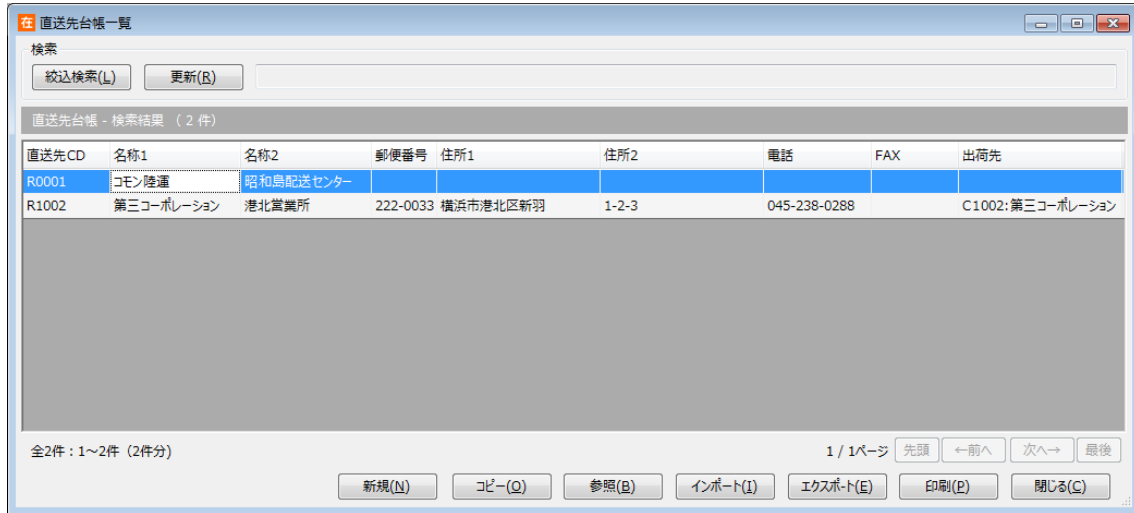 在 直送先台帳一覧
検索
絞込検索(L) 更新(R)
直送先台帳 - 検索結果 （ 2 件）
直送先CD 名称1 名称2 郵便番号 住所1 住所2 電話 FAX 出荷先
R0001 コモン陸運 昭和島配送センター
R1002 第三コーポレーション 港北営業所 222-0033 横浜市港北区新羽 1-2-3 045-238-0288 C1002:第三コーポレーション
全2件：1～2件（2件分） 1 / 1ページ 先頭 ←前へ 次へ→ 最後
新規(N) コピー(O) 参照(B) インポート(I) エクスポート(E) 印刷(P) 閉じる(C)